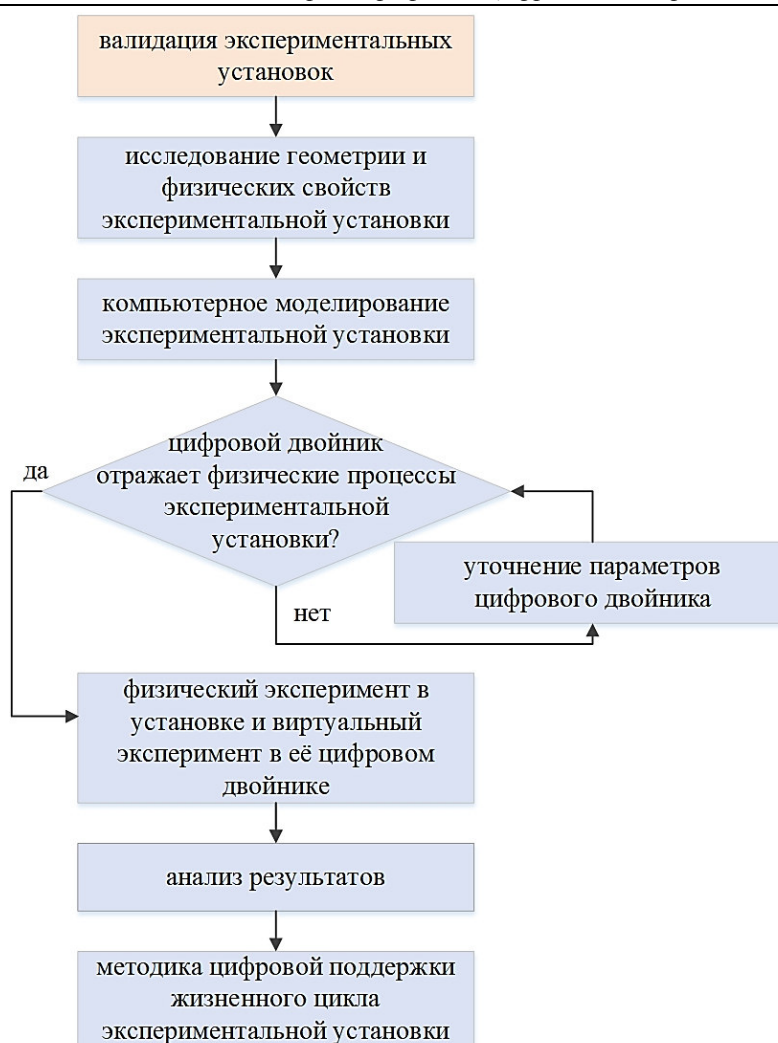 валидация экспериментальных
установок
исследование геометрии и
физических свойств
экспериментальной установки
компьютерное моделирование
экспериментальной установки
цифровой двойник
отражает физические процессы
экспериментальной
установки?
да
уточнение параметров
цифрового двойника
нет
физический эксперимент в
установке и виртуальный
эксперимент в её цифровом
двойнике
анализ результатов
методика цифровой поддержки
жизненного цикла
экспериментальной установки